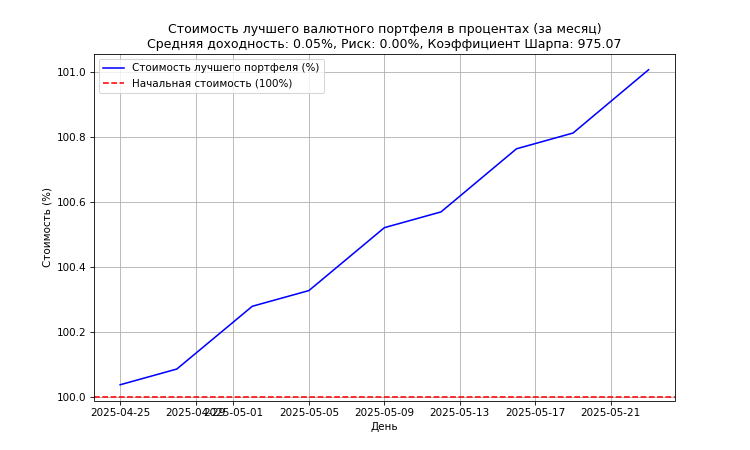 Стоимость лучшего валютного портфеля в процентах (за месяц)
Средняя доходность: 0.05%, Риск: 0.00%, Коэффициент Шарпа: 975.07
Стоимость лучшего портфеля (%)
Начальная стоимость (100%)
Стоимость (%)
101.0
100.8
100.6
100.4
100.2
100.0
2025-04-25 2025-04-29 2025-05-01 2025-05-05 2025-05-09 2025-05-13 2025-05-17 2025-05-21
День